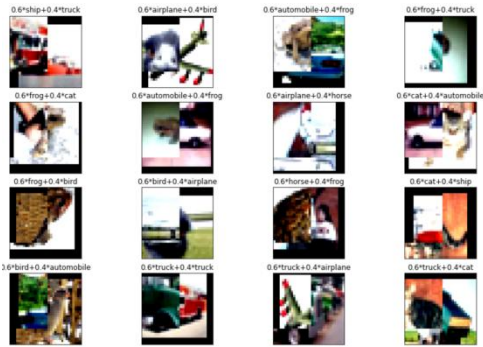 0.6*ship+0.4*truck
0.6*airplane+0.4*bird
0.6*automobile+0.4*frog
0.6*frog+0.4*truck
0.6*frog+0.4*cat
0.6*automobile+0.4*frog
0.6*airplane+0.4*horse
0.6*cat+0.4*automobile
0.6*frog+0.4*bird
0.6*bird+0.4*airplane
0.6*horse+0.4*frog
0.6*cat+0.4*ship
0.6*bird+0.4*automobile
0.6*truck+0.4*truck
0.6*truck+0.4*airplane
0.6*truck+0.4*cat